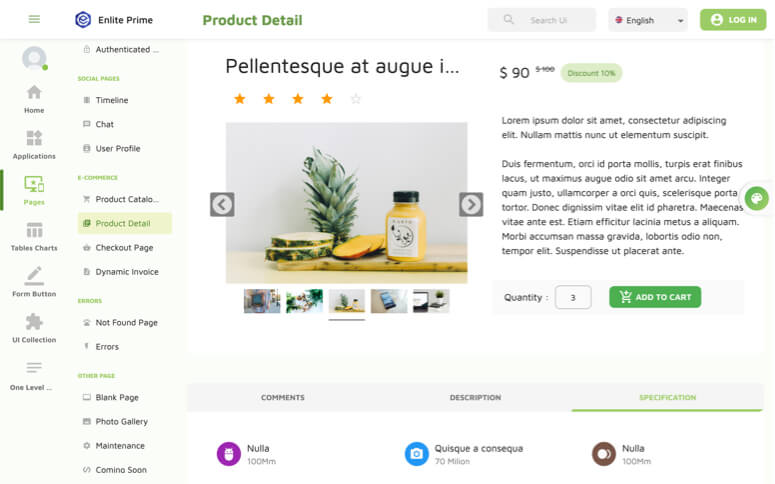 Enlite Prime
Product Detail
Search Ui
English
LOG IN
Home
Applications
Pages
Tables Charts
Form Button
UI Collection
One Level ...
Authenticated ...
SOCIAL PAGES
Timeline
Chat
User Profile
E-COMMERCE
Product Catalo...
Product Detail
Checkout Page
Dynamic Invoice
ERRORS
Not Found Page
Errors
OTHER PAGE
Blank Page
Photo Gallery
Maintenance
Coming Soon
Pellentesque at augue i...
$ 90 $ 100 Discount 10%
Lorem ipsum dolor sit amet, consectetur adipiscing
elit. Nullam mattis nunc ut elementum suscipit.
Duis fermentum, orci id porta mollis, turpis erat finibus
lacus, ut maximus augue odio sit amet arcu. Integer
quam justo, ullamcorper a orci quis, scelerisque porta
tortor. Donec dignissim vitae elit id pharetra. Maecenas
vitae ante est. Etiam efficitur lacinia metus a aliquam.
Morbi accumsan massa gravida, lobortis odio non,
tempor elit. Suspendisse ut placerat ante.
Quantity : 3 ADD TO CART
COMMENTS
DESCRIPTION
SPECIFICATION
Nulla
100Mm
Quisque a consequa
70 Milion
Nulla
100Mm